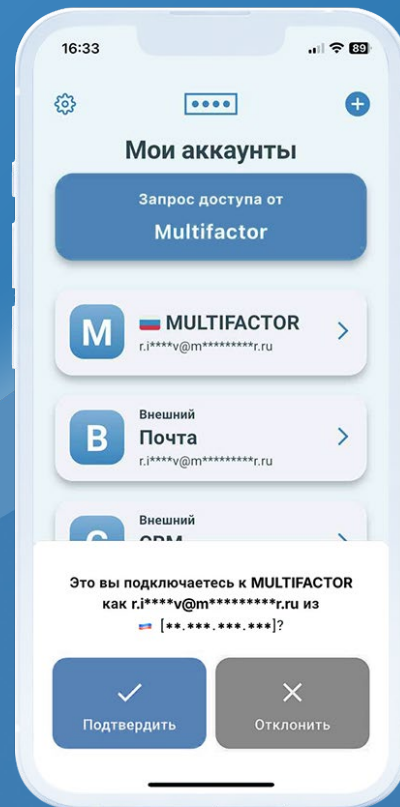 16:33
89
Мои аккаунты
Запрос доступа от
Multifactor
M
MULTIFACTOR
r.i****v@m*********r.ru
Внешний
В
Почта
r.i****v@m*********r.ru
Внешний
CRM
Это вы подключаетесь к MULTIFACTOR
как r.i****v@m*********r.ru из
[**.***.***.***]?
Подтвердить
Отклонить